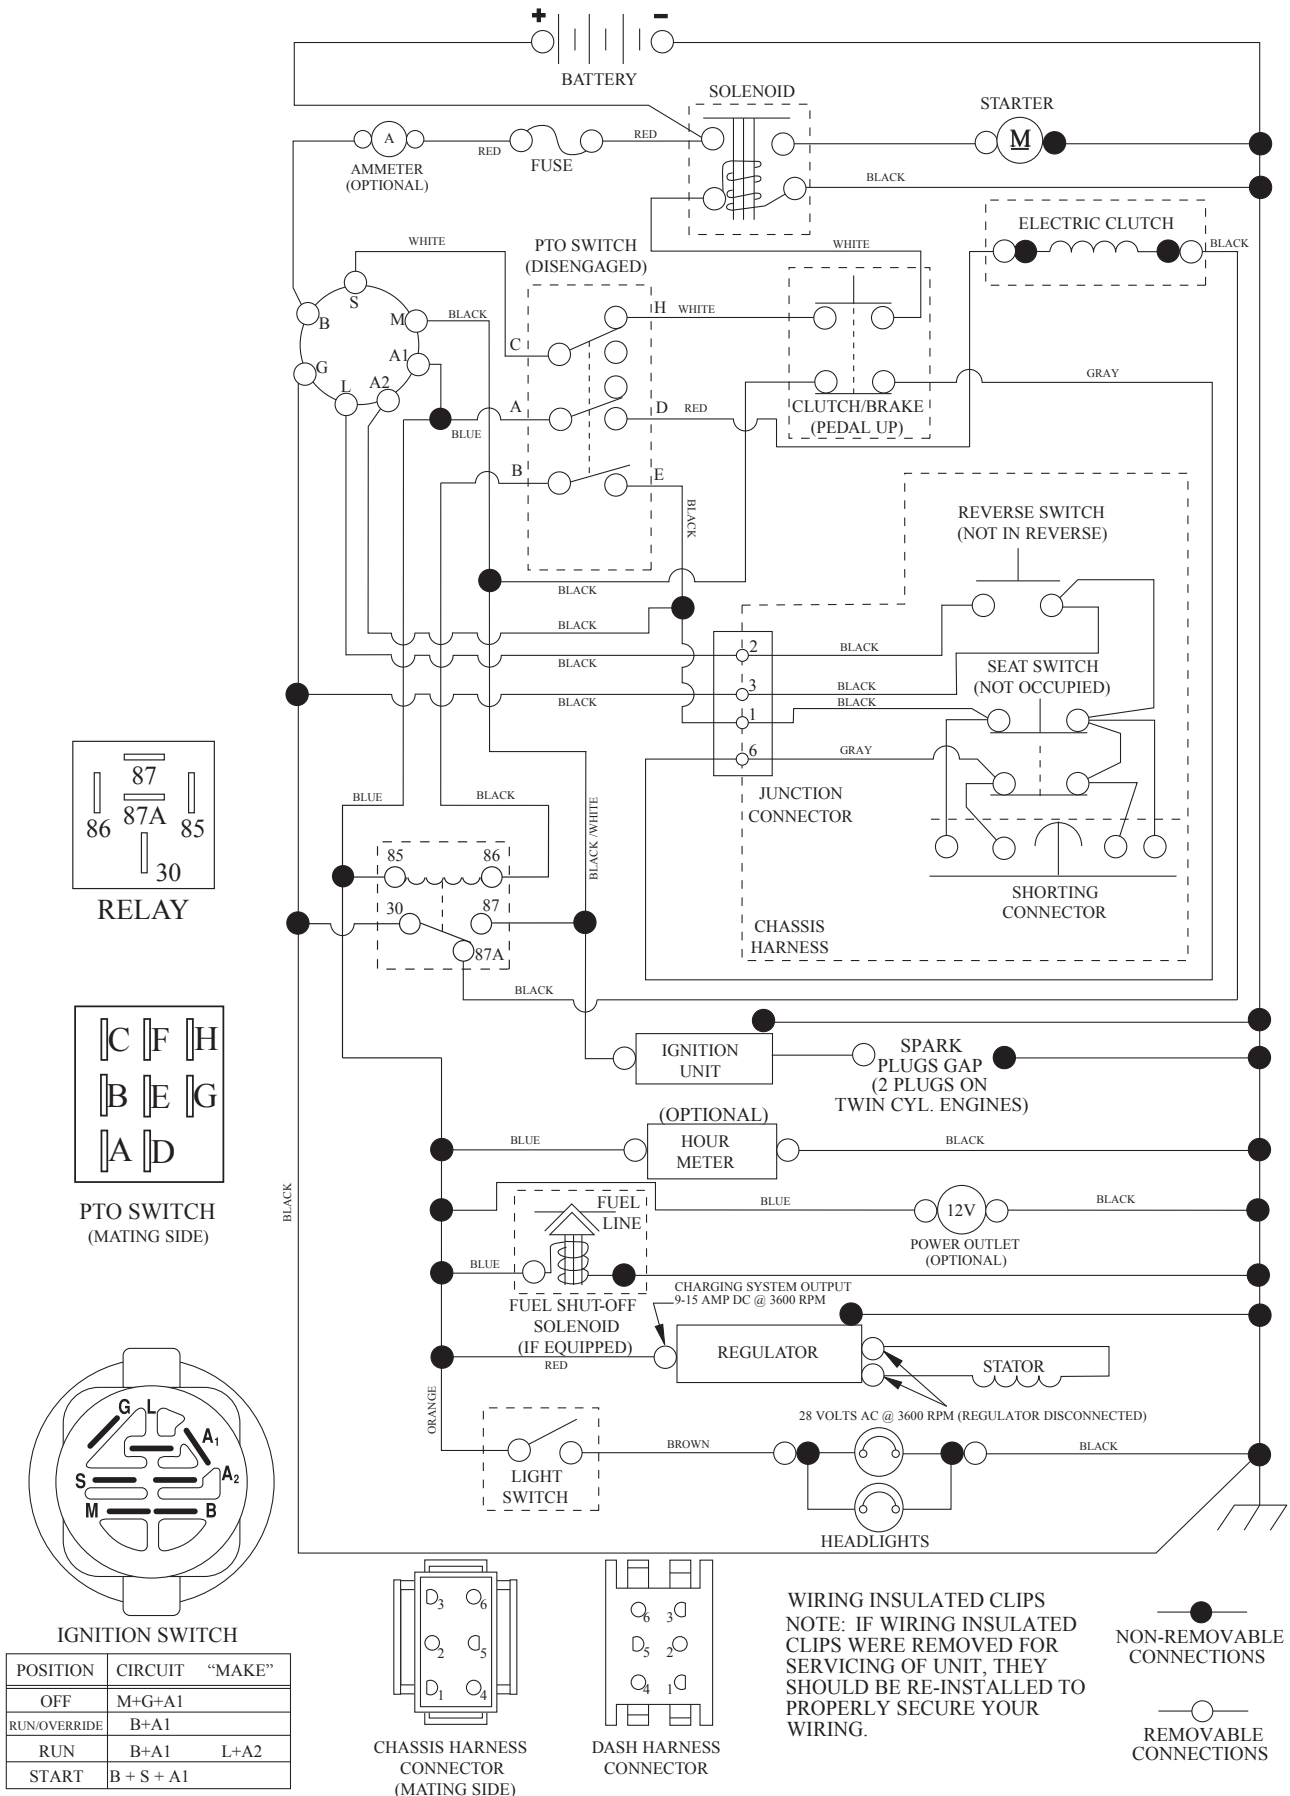 +
−
BATTERY
SOLENOID
STARTER
A
AMMETER
(OPTIONAL)
RED
FUSE
RED
M
BLACK
ELECTRIC CLUTCH
BLACK
WHITE
PTO SWITCH
(DISENGAGED)
WHITE
S
B
M
BLACK
G
A1
L
A2
C
H
WHITE
A
D
RED
BLUE
B
E
BLACK
CLUTCH/BRAKE
(PEDAL UP)
GRAY
REVERSE SWITCH
(NOT IN REVERSE)
BLACK
BLACK
BLACK
BLACK
2
BLACK
3
BLACK
1
BLACK
6
GRAY
SEAT SWITCH
(NOT OCCUPIED)
JUNCTION
CONNECTOR
SHORTING
CONNECTOR
CHASSIS
HARNESS
87
87A
86
85
30
RELAY
BLUE
BLACK
BLACK /WHITE
85
86
30
87
87A
BLACK
C
F
H
B
E
G
A
D
PTO SWITCH
(MATING SIDE)
BLACK
IGNITION
UNIT
SPARK
PLUGS GAP
(2 PLUGS ON
TWIN CYL. ENGINES)
(OPTIONAL)
BLUE
HOUR
METER
BLACK
FUEL
LINE
BLUE
12V
BLACK
POWER OUTLET
(OPTIONAL)
BLUE
FUEL SHUT-OFF
SOLENOID
(IF EQUIPPED)
CHARGING SYSTEM OUTPUT
9-15 AMP DC @ 3600 RPM
RED
REGULATOR
STATOR
28 VOLTS AC @ 3600 RPM (REGULATOR DISCONNECTED)
ORANGE
LIGHT
SWITCH
BROWN
BLACK
HEADLIGHTS
G
L
A1
S
A2
M
B
IGNITION SWITCH
POSITION CIRCUIT “MAKE”
OFF M+G+A1
RUN/OVERRIDE B+A1
RUN B+A1 L+A2
START B + S + A1
3
6
2
5
1
4
CHASSIS HARNESS
CONNECTOR
(MATING SIDE)
6
3
5
2
4
1
DASH HARNESS
CONNECTOR
WIRING INSULATED CLIPS
NOTE: IF WIRING INSULATED
CLIPS WERE REMOVED FOR
SERVICING OF UNIT, THEY
SHOULD BE RE-INSTALLED TO
PROPERLY SECURE YOUR
WIRING.
NON-REMOVABLE
CONNECTIONS
REMOVABLE
CONNECTIONS